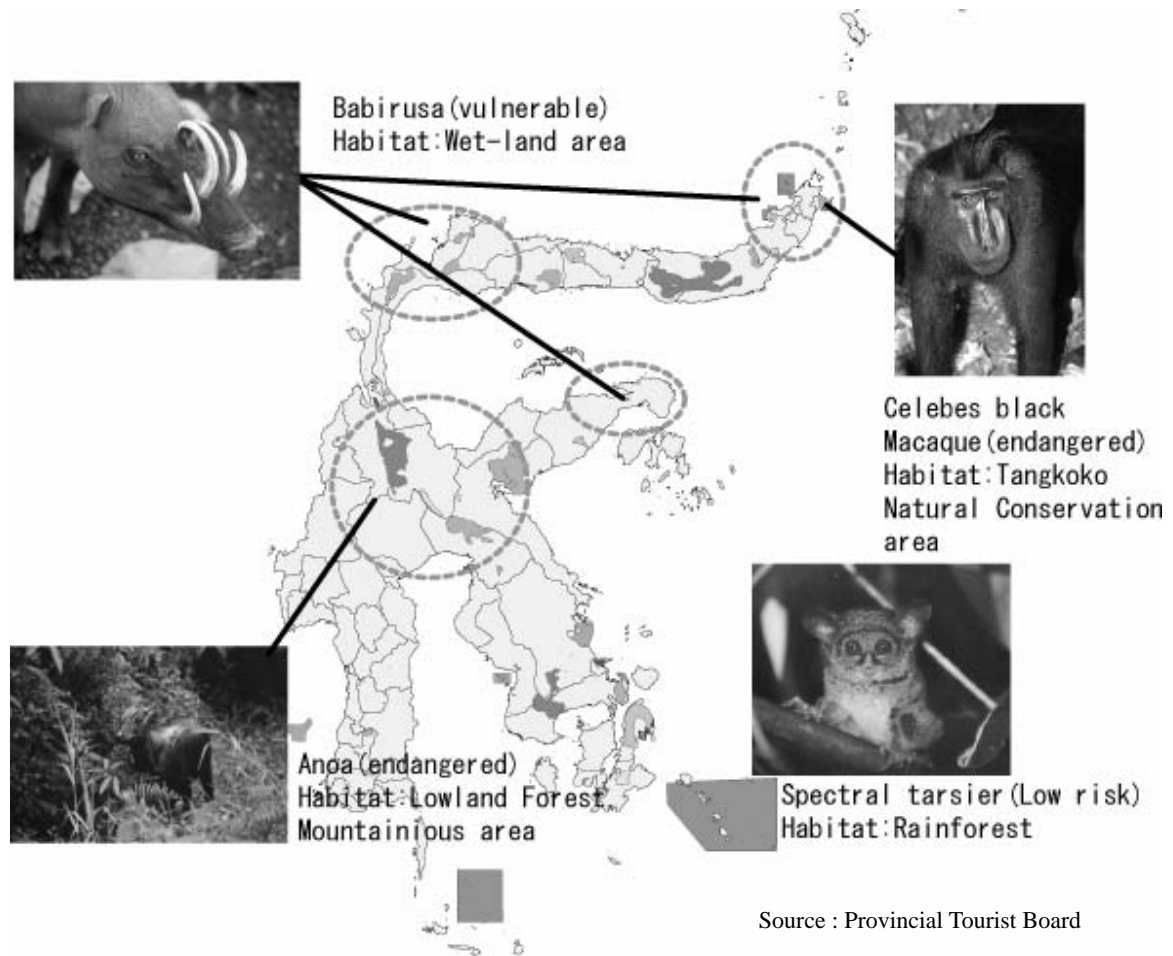 Babirusa(vulnerable)
Habitat:Wet-land area
Celebes black
Macaque(endangered)
Habitat:Tangkoko
Natural Conservation
area
Anoa(endangered)
Habitat:Lowland Forest
Mountainious area
Spectral tarsier(Low risk)
Habitat:Rainforest
Source : Provincial Tourist Board